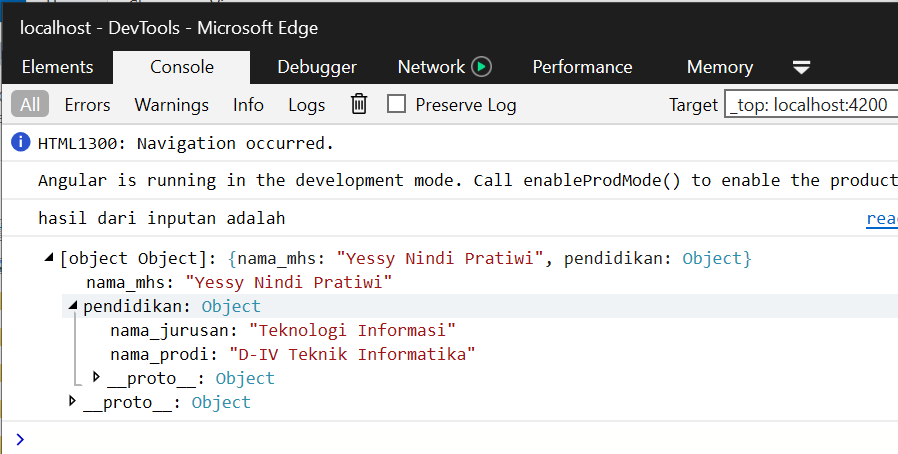 localhost - DevTools - Microsoft Edge
Elements Console Debugger Network Performance Memory
All Errors Warnings Info Logs Preserve Log Target _top: localhost:4200
HTML1300: Navigation occurred.
Angular is running in the development mode. Call enableProdMode() to enable the product
hasil dari inputan adalah rea
[object Object]: {nama_mhs: "Yessy Nindi Pratiwi", pendidikan: Object}
nama_mhs: "Yessy Nindi Pratiwi"
pendidikan: Object
nama_jurusan: "Teknologi Informasi"
nama_prodi: "D-IV Teknik Informatika"
__proto__: Object
__proto__: Object